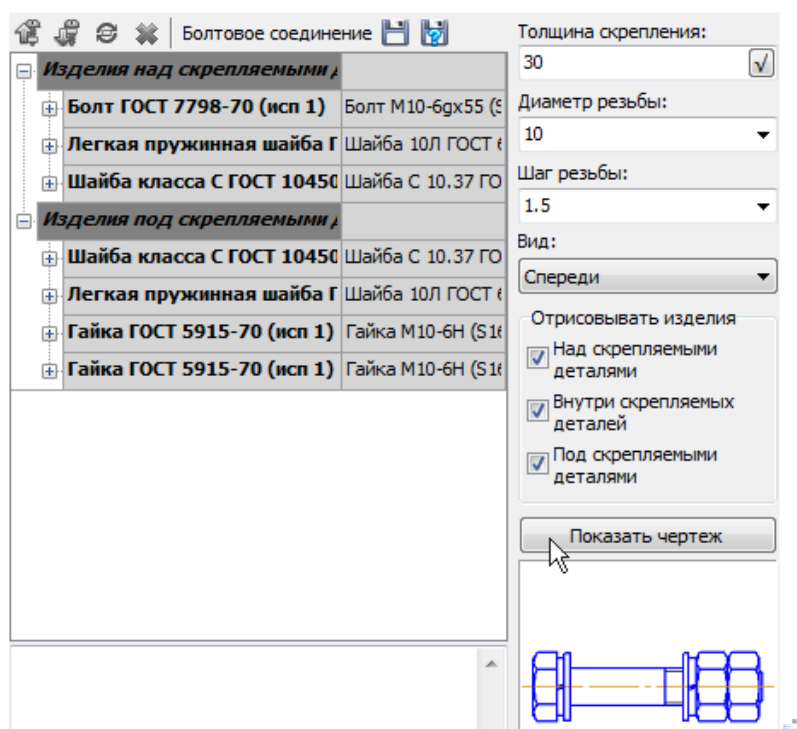 Болтовое соединение
Изделия над скрепляемыми
Болт ГОСТ 7798-70 (исп 1) Болт М10-6gx55
Легкая пружинная шайба Шайба 10Л ГОСТ
Шайба класса С ГОСТ 10450 Шайба С 10.37
Изделия под скрепляемыми
Шайба класса С ГОСТ 10450 Шайба С 10.37
Легкая пружинная шайба Шайба 10Л ГОСТ
Гайка ГОСТ 5915-70 (исп 1) Гайка М10-6Н
Гайка ГОСТ 5915-70 (исп 1) Гайка М10-6Н
Толщина скрепления:
30
Диаметр резьбы:
10
Шаг резьбы:
1.5
Вид:
Спереди
Отрисовывать изделия
Над скрепляемыми
деталями
Внутри скрепляемых
деталей
Под скрепляемыми
деталями
Показать чертеж